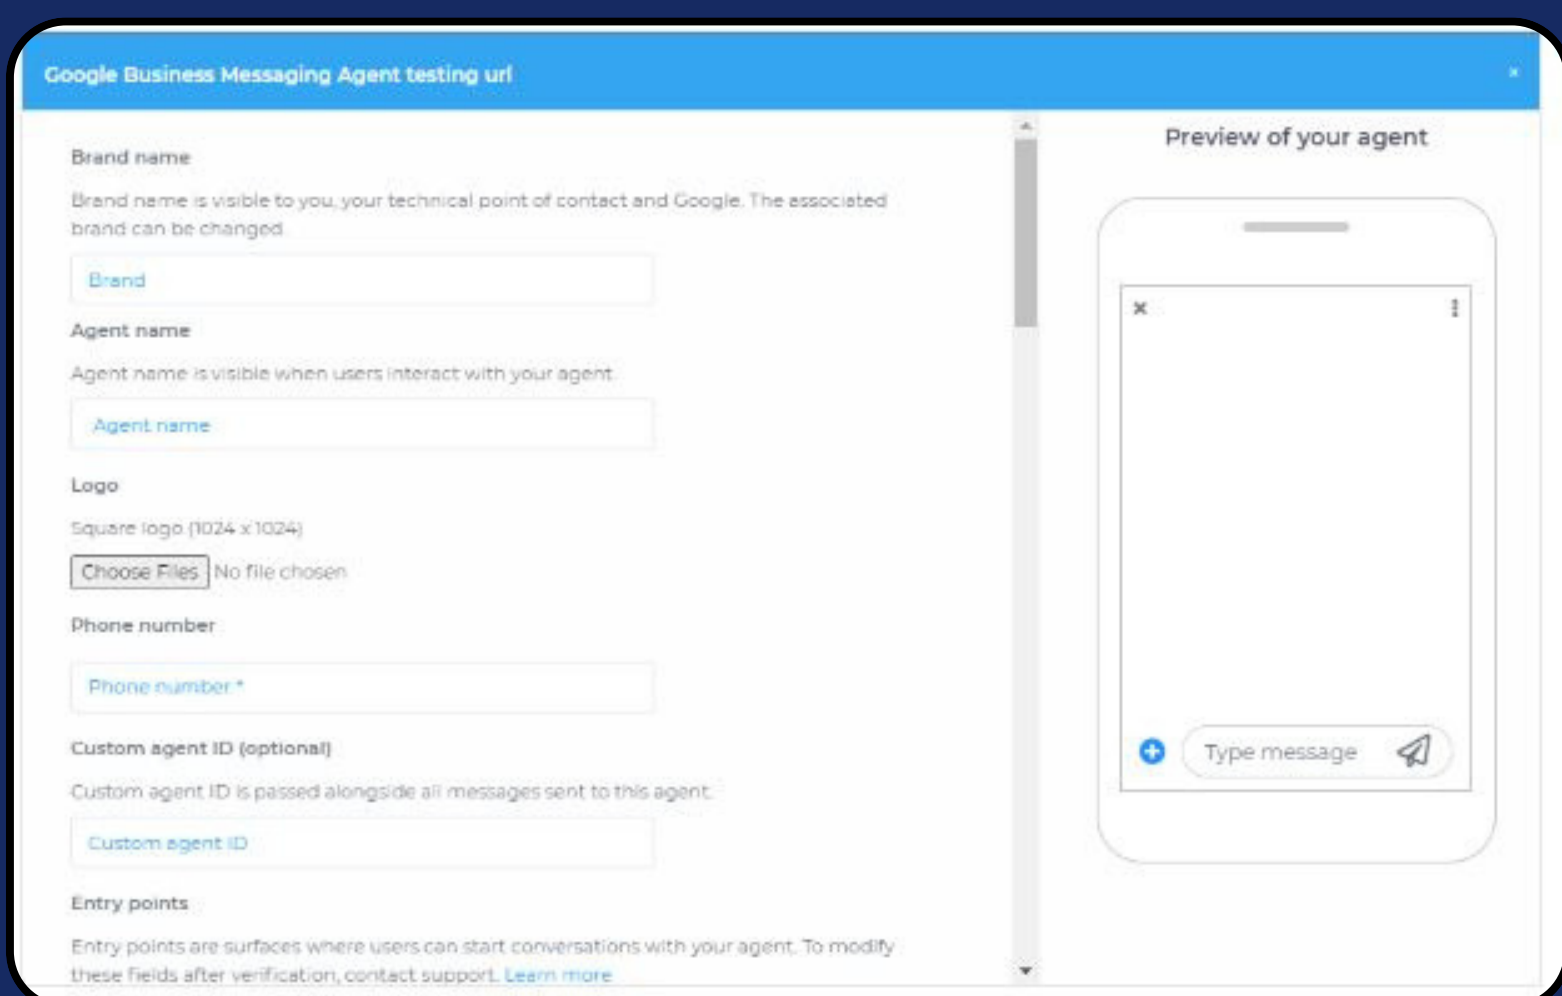 Google Business Messaging Agent testing url
Brand name
Brand name is visible to you, your technical point of contact and Google. The associated
brand can be changed.
Brand
Agent name
Agent name is visible when users interact with your agent.
Agent name
Logo
Square logo (1024 x 1024)
Choose Files No file chosen
Phone number
Phone number *
Custom agent ID (optional)
Custom agent ID is passed alongside all messages sent to this agent.
Custom agent ID
Entry points
Entry points are surfaces where users can start conversations with your agent. To modify
these fields after verification, contact support. Learn more
Preview of your agent
Type message